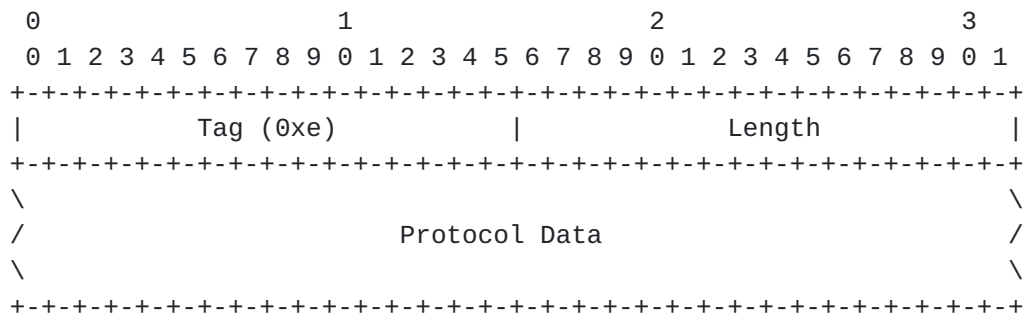 0                   1                   2                   3
 0 1 2 3 4 5 6 7 8 9 0 1 2 3 4 5 6 7 8 9 0 1 2 3 4 5 6 7 8 9 0 1
+-+-+-+-+-+-+-+-+-+-+-+-+-+-+-+-+-+-+-+-+-+-+-+-+-+-+-+-+-+-+-+-+
|           Tag (0xe)           |             Length            |
+-+-+-+-+-+-+-+-+-+-+-+-+-+-+-+-+-+-+-+-+-+-+-+-+-+-+-+-+-+-+-+-+
\                                                               \
/                        Protocol Data                          /
\                                                               \
+-+-+-+-+-+-+-+-+-+-+-+-+-+-+-+-+-+-+-+-+-+-+-+-+-+-+-+-+-+-+-+-+